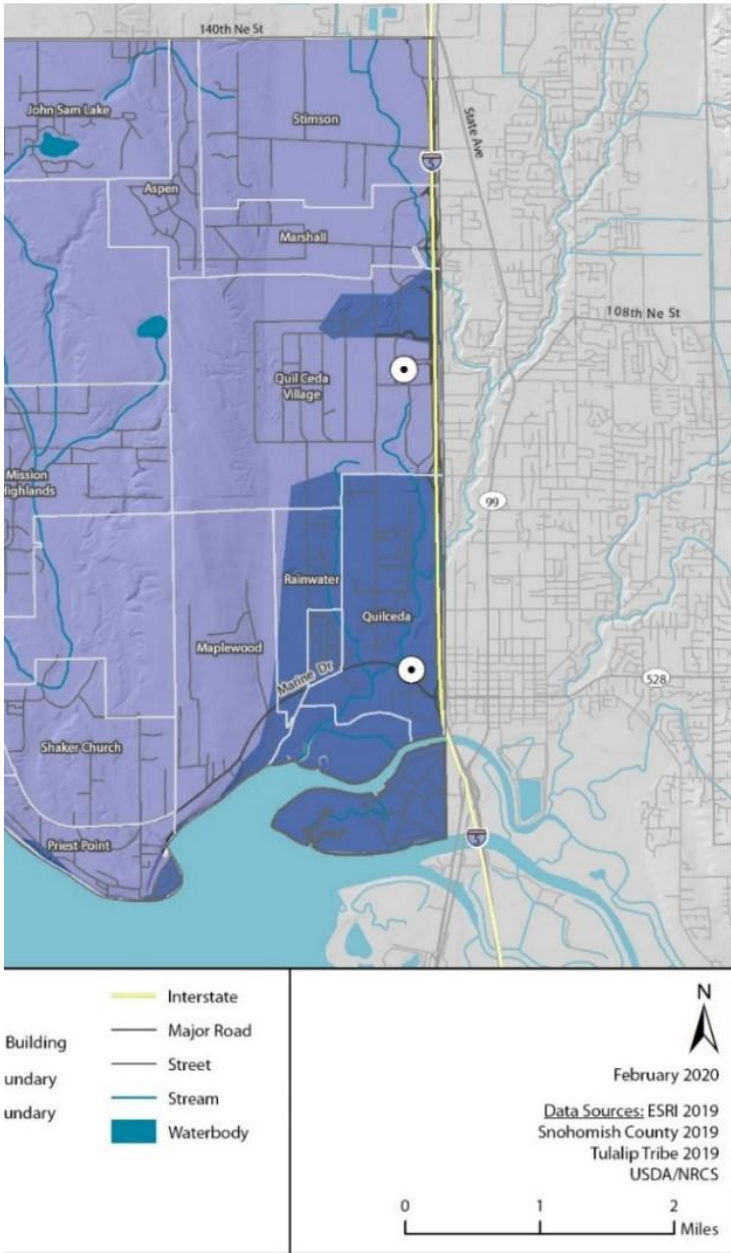 140th Ne St
John Sam Lake
Stimson
State Ave
5
Aspen
Marshall
108th Ne St
Quil Ceda
Village
Mission
Highlands
99
Rainwater
Quilceda
Maplewood
Marine Dr
528
Shaker Church
Priest Point
5
Building
undary
undary
Interstate
Major Road
Street
Stream
Waterbody
N
February 2020
Data Sources: ESRI 2019
Snohomish County 2019
Tulalip Tribe 2019
USDA/NRCS
0 1 2
Miles